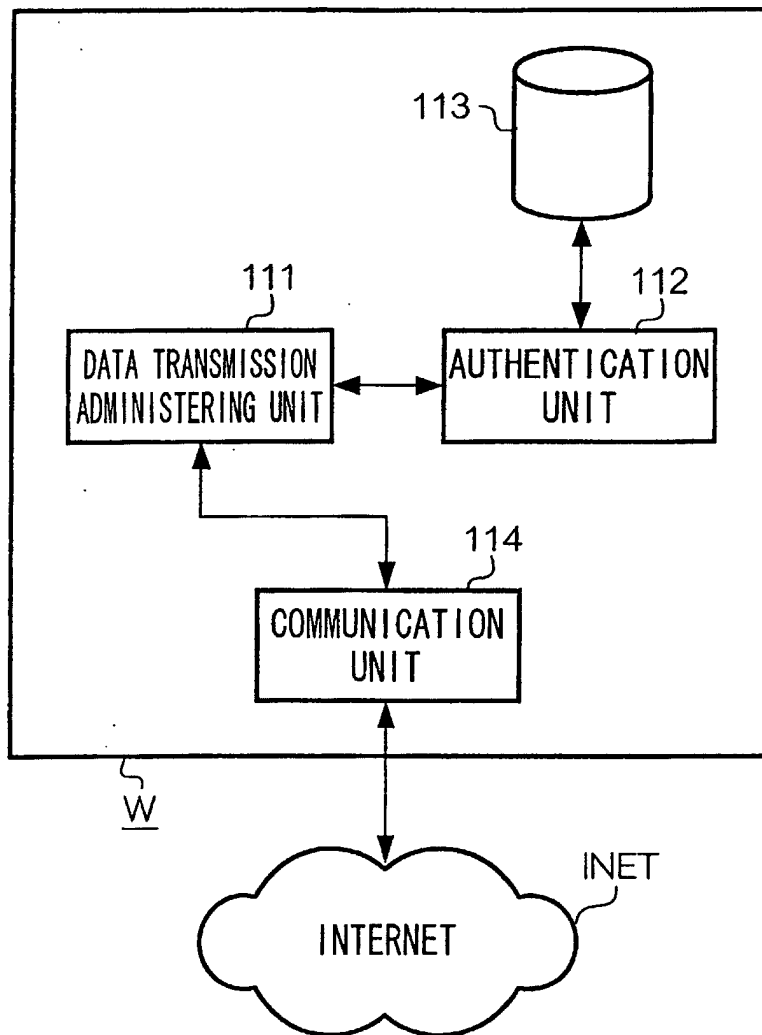 113
111
112
DATA TRANSMISSION
ADMINISTERING UNIT
AUTHENTICATION
UNIT
114
COMMUNICATION
UNIT
W
INET
INTERNET